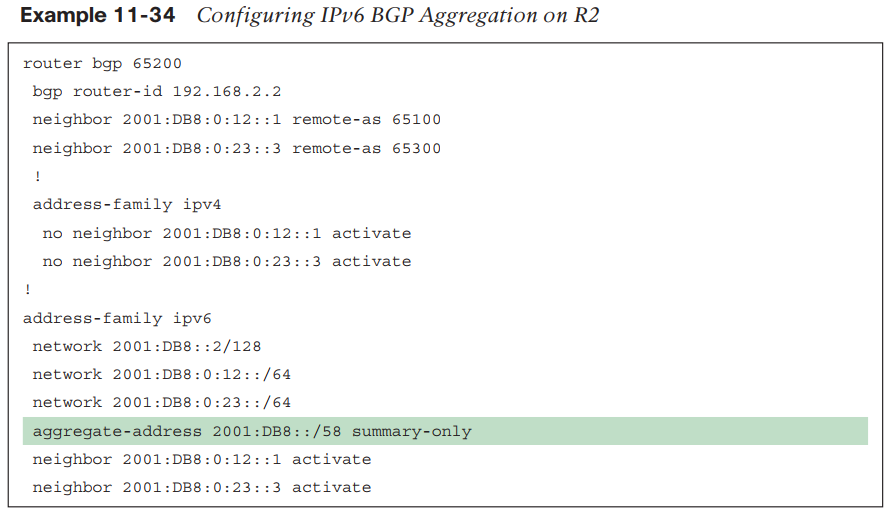 Example 11-34 Configuring IPv6 BGP Aggregation on R2
router bgp 65200
bgp router-id 192.168.2.2
neighbor 2001:DB8:0:12::1 remote-as 65100
neighbor 2001:DB8:0:23::3 remote-as 65300
!
address-family ipv4
no neighbor 2001:DB8:0:12::1 activate
no neighbor 2001:DB8:0:23::3 activate
!
address-family ipv6
network 2001:DB8::2/128
network 2001:DB8:0:12::/64
network 2001:DB8:0:23::/64
aggregate-address 2001:DB8::/58 summary-only
neighbor 2001:DB8:0:12::1 activate
neighbor 2001:DB8:0:23::3 activate